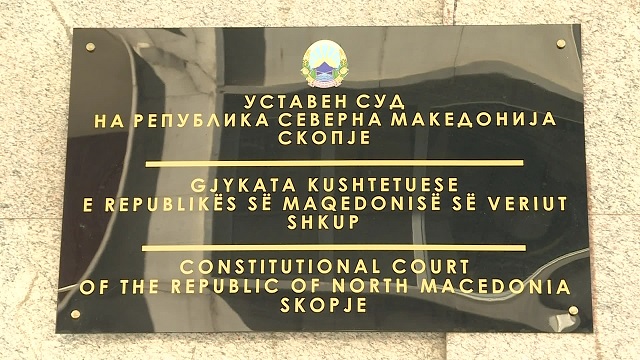 УСТАВЕН СУД
НА РЕПУБЛИКА СЕВЕРНА МАКЕДОНИЈА
СКОПЈЕ
GJYKATA KUSHTETUESE
E REPUBLIKËS SË MAQEDONISË SË VERIUT
SHKUP
CONSTITUTIONAL COURT
OF THE REPUBLIC OF NORTH MACEDONIA
SKOPJE